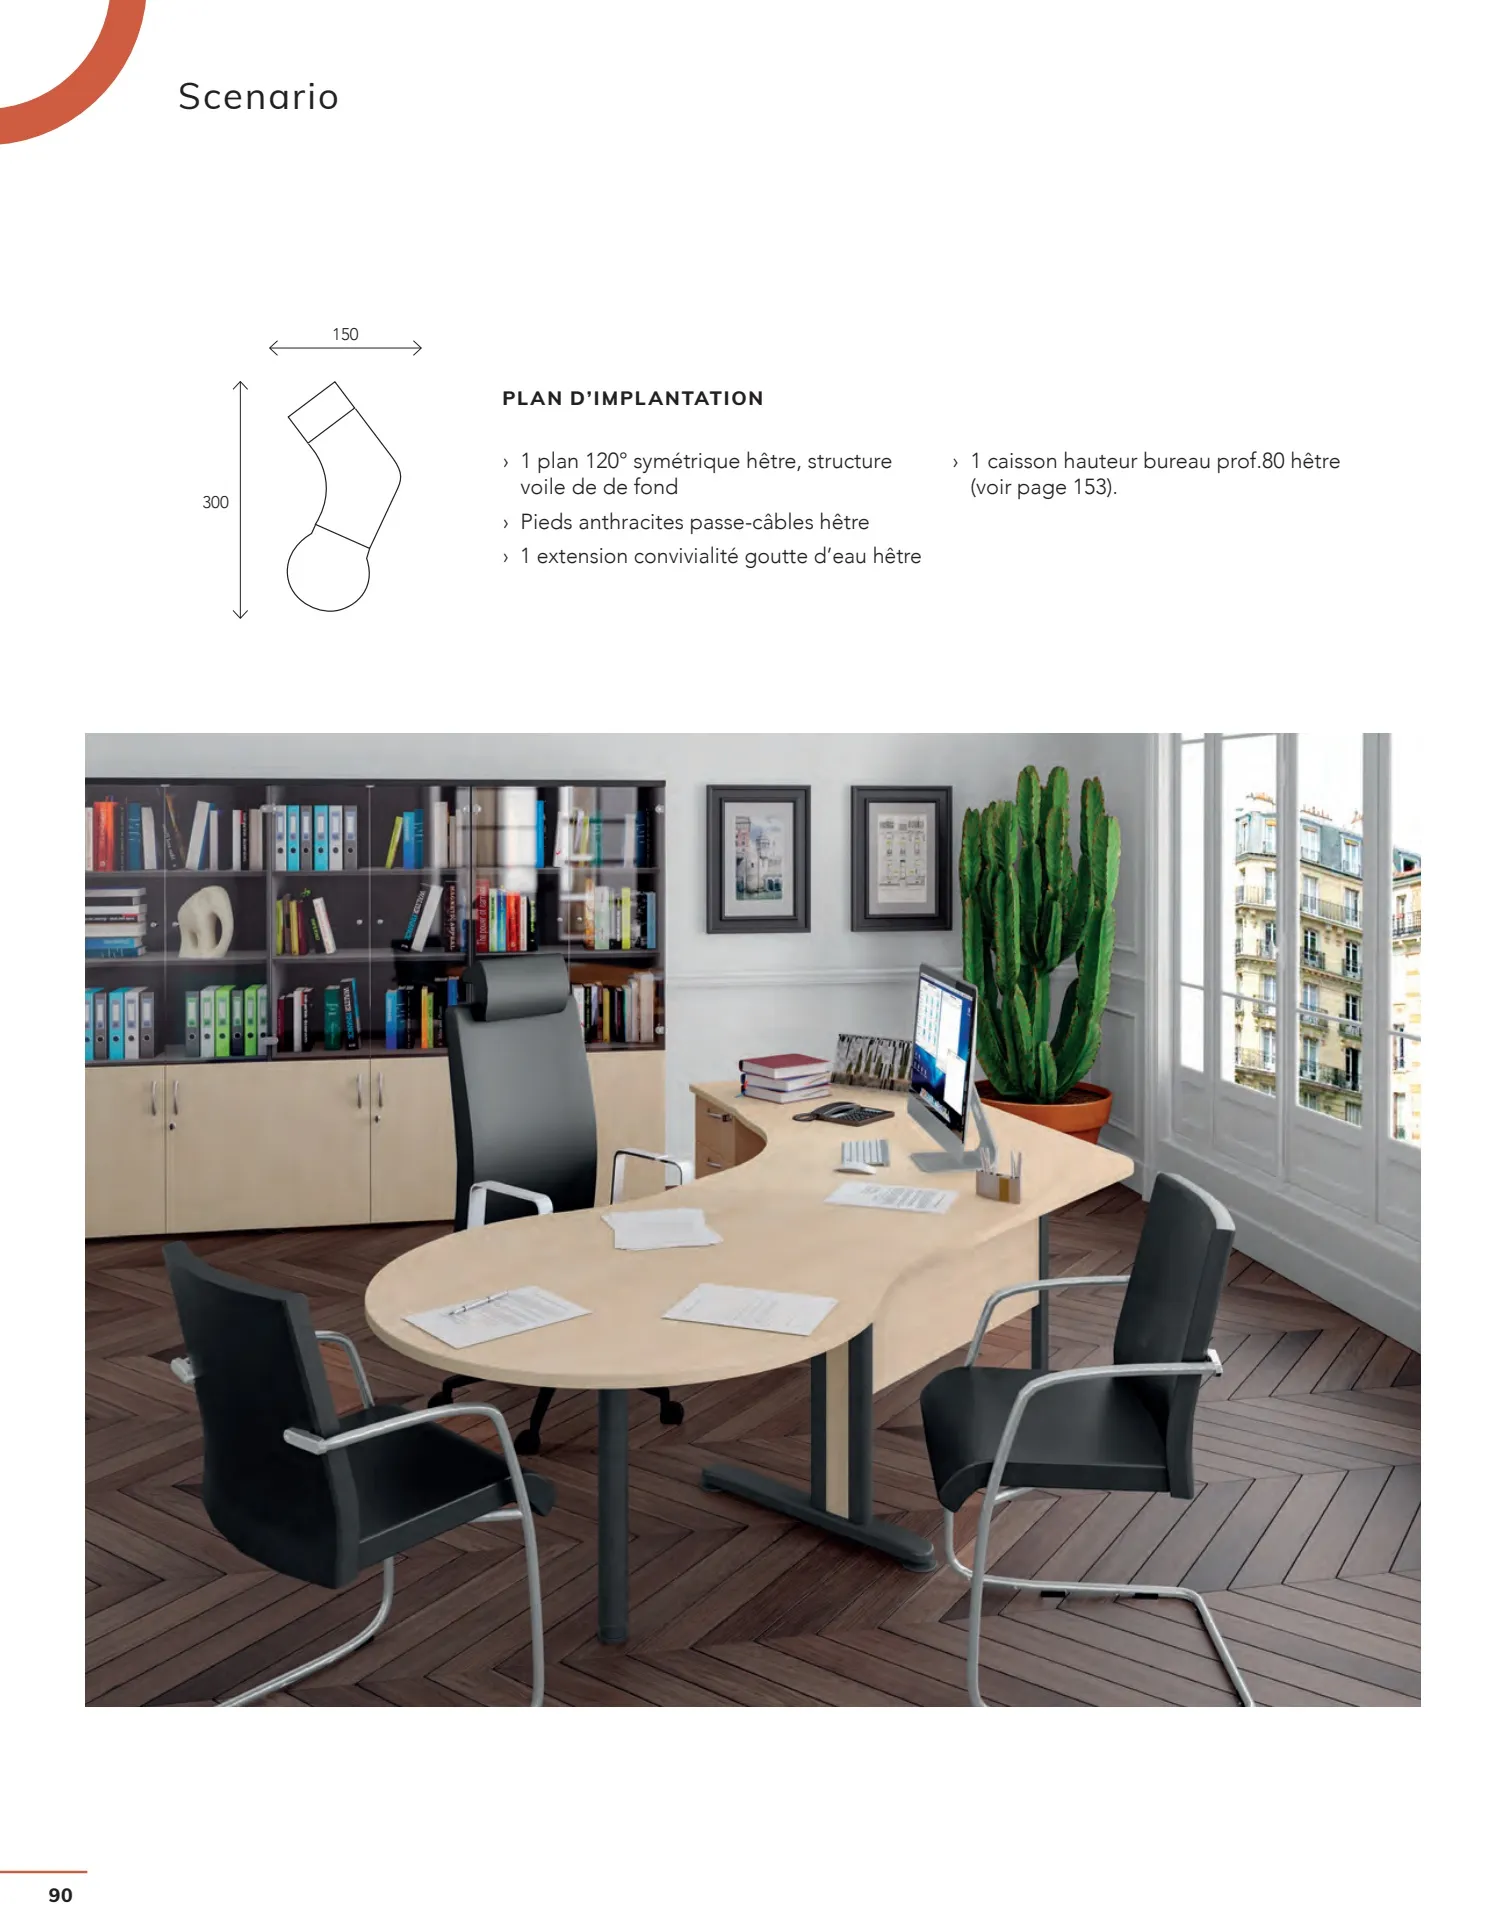 Scenario
150
300
PLAN D’IMPLANTATION
› 1 plan 120° symétrique hêtre, structure
voile de de fond
› Pieds anthracites passe-câbles hêtre
› 1 extension convivialité goutte d’eau hêtre
› 1 caisson hauteur bureau prof.80 hêtre
(voir page 153).
90